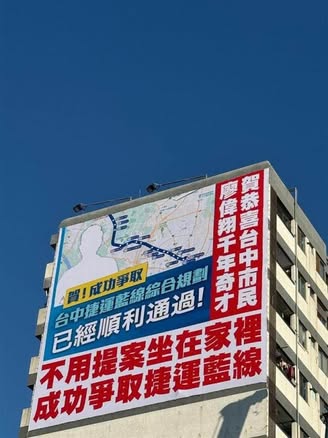 賀!成功爭取
台中捷運藍線綜合規劃
已經順利通過!
賀恭喜台中市民
廖偉翔千年奇才
不用提案坐在家裡
成功爭取捷運藍線